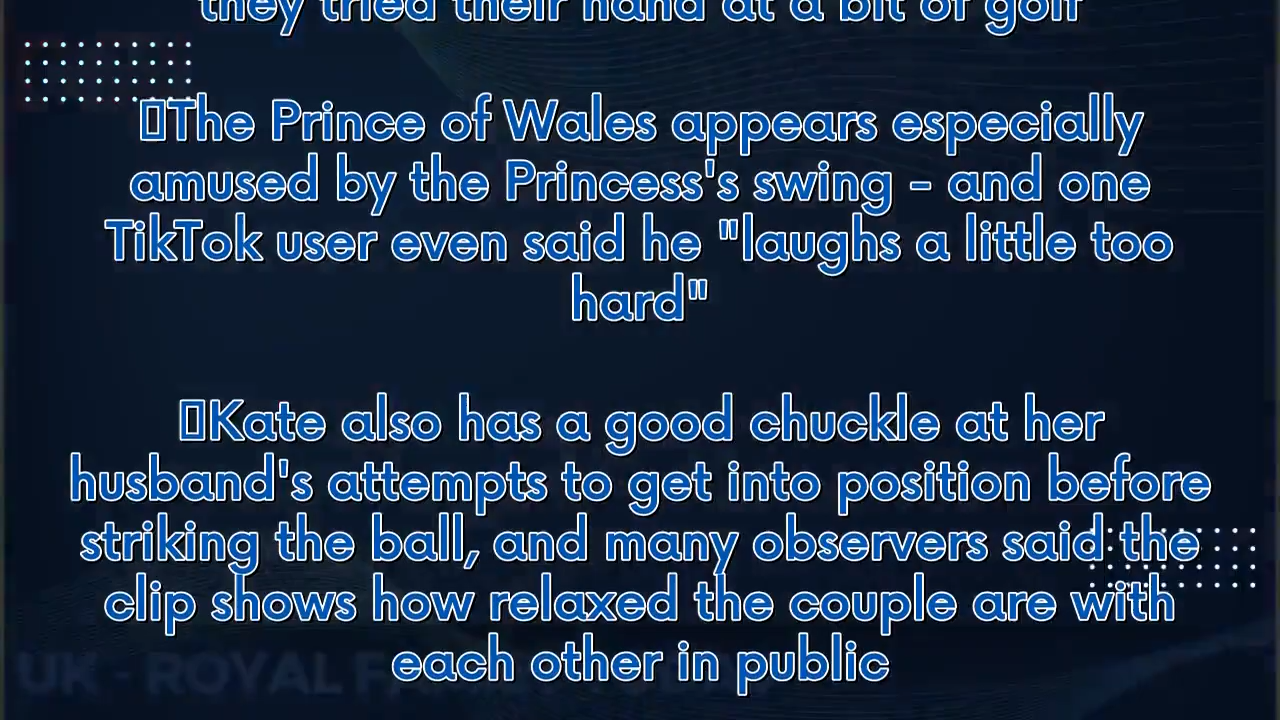 they tried their hand at a bit of golf
▯The Prince of Wales appears especially
amused by the Princess's swing - and one
TikTok user even said he "laughs a little too
hard"
▯Kate also has a good chuckle at her
husband's attempts to get into position before
striking the ball, and many observers said the
clip shows how relaxed the couple are with
each other in public
UK - ROYAL